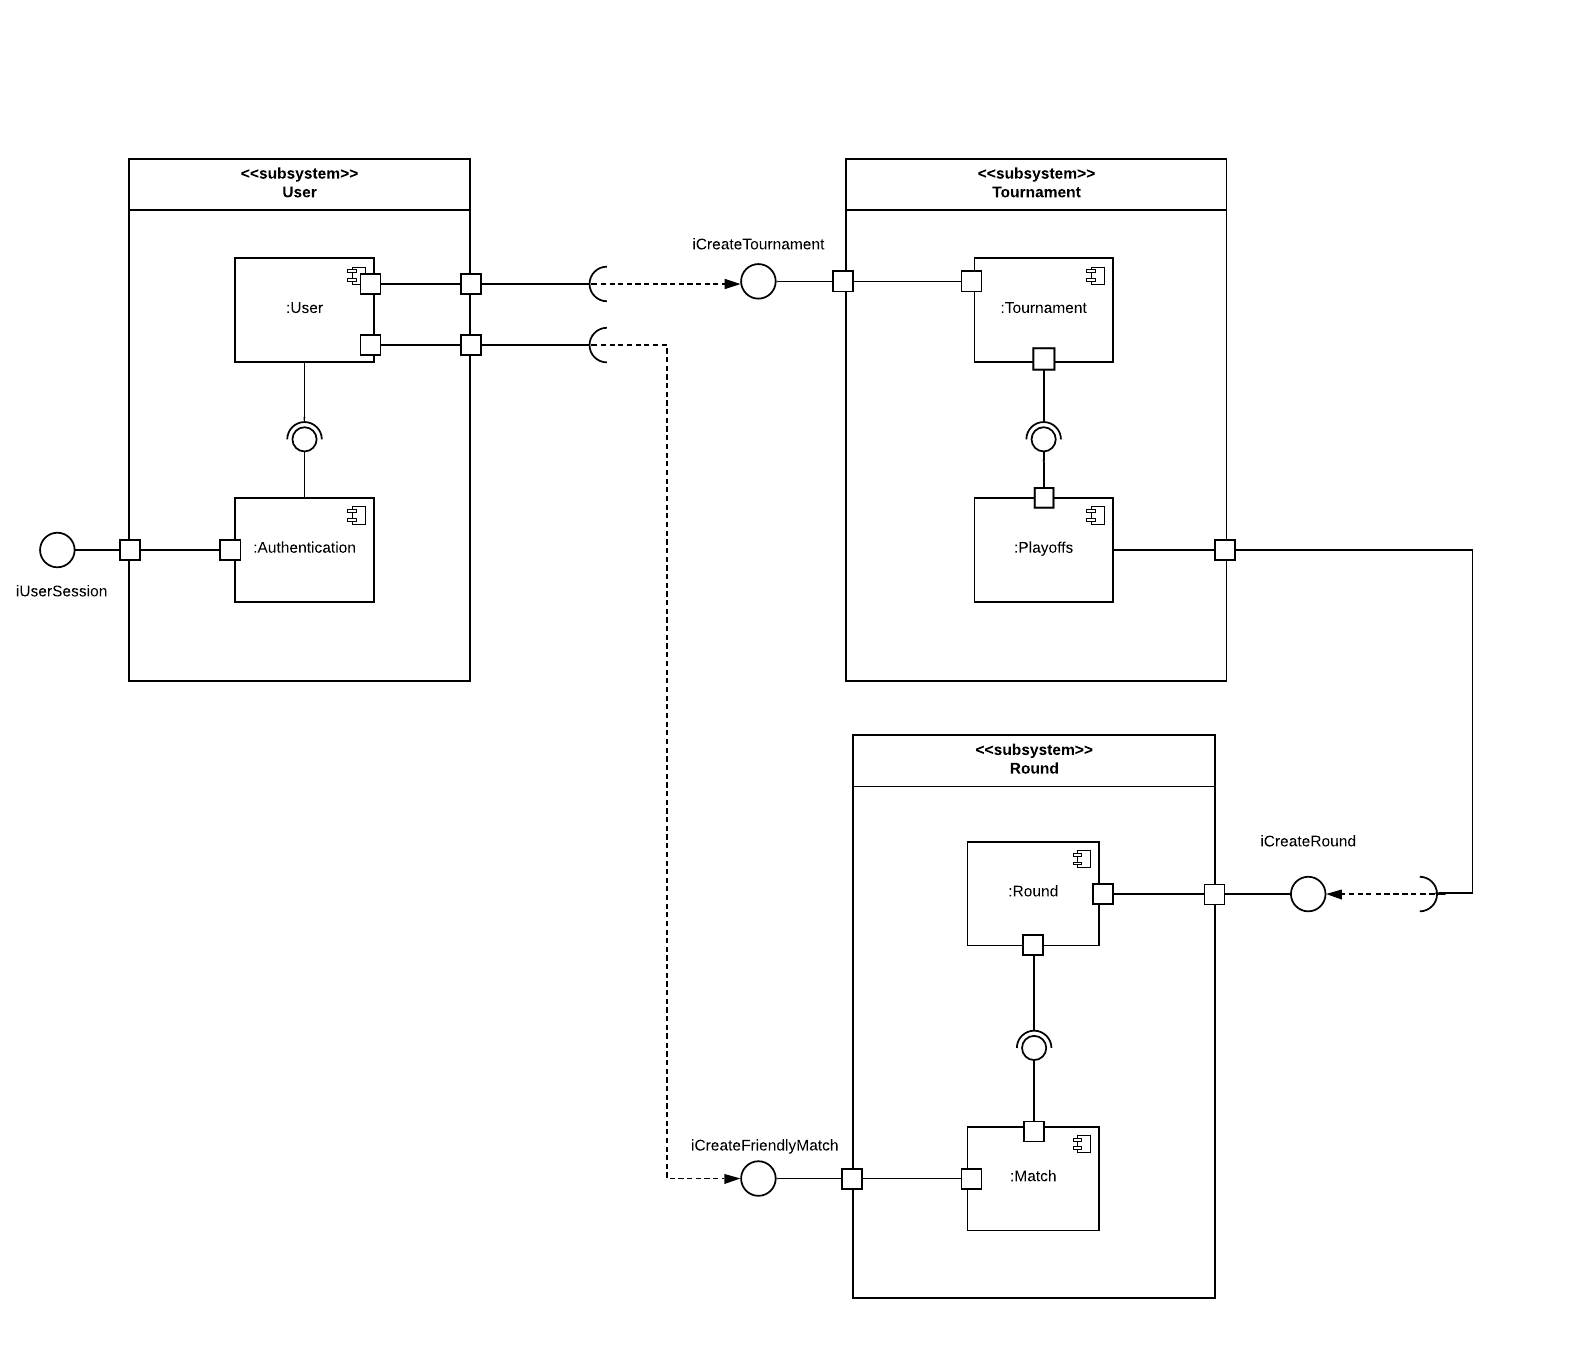 <<subsystem>>
User
<<subsystem>>
Tournament
iCreateTournament
:User
:Tournament
:Authentication
:Playoffs
iUserSession
<<subsystem>>
Round
iCreateRound
:Round
iCreateFriendlyMatch
:Match